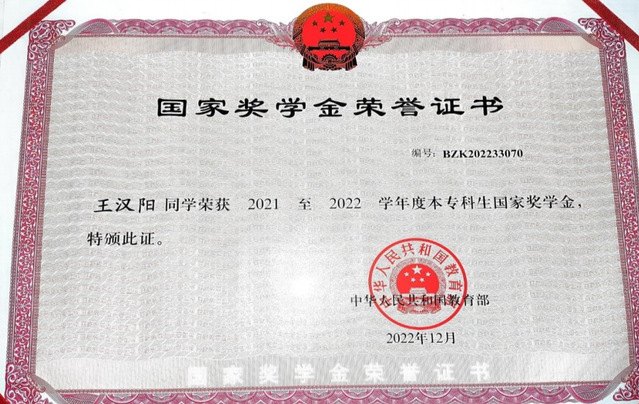 国家奖学金荣誉证书
编号：BZK202233070
王汉阳 同学荣获 2021 至 2022 学年度本专科生国家奖学金，
特颁此证。
中华人民共和国教育部
中华人民共和国教育部
2022年12月
国家奖学金荣誉证书